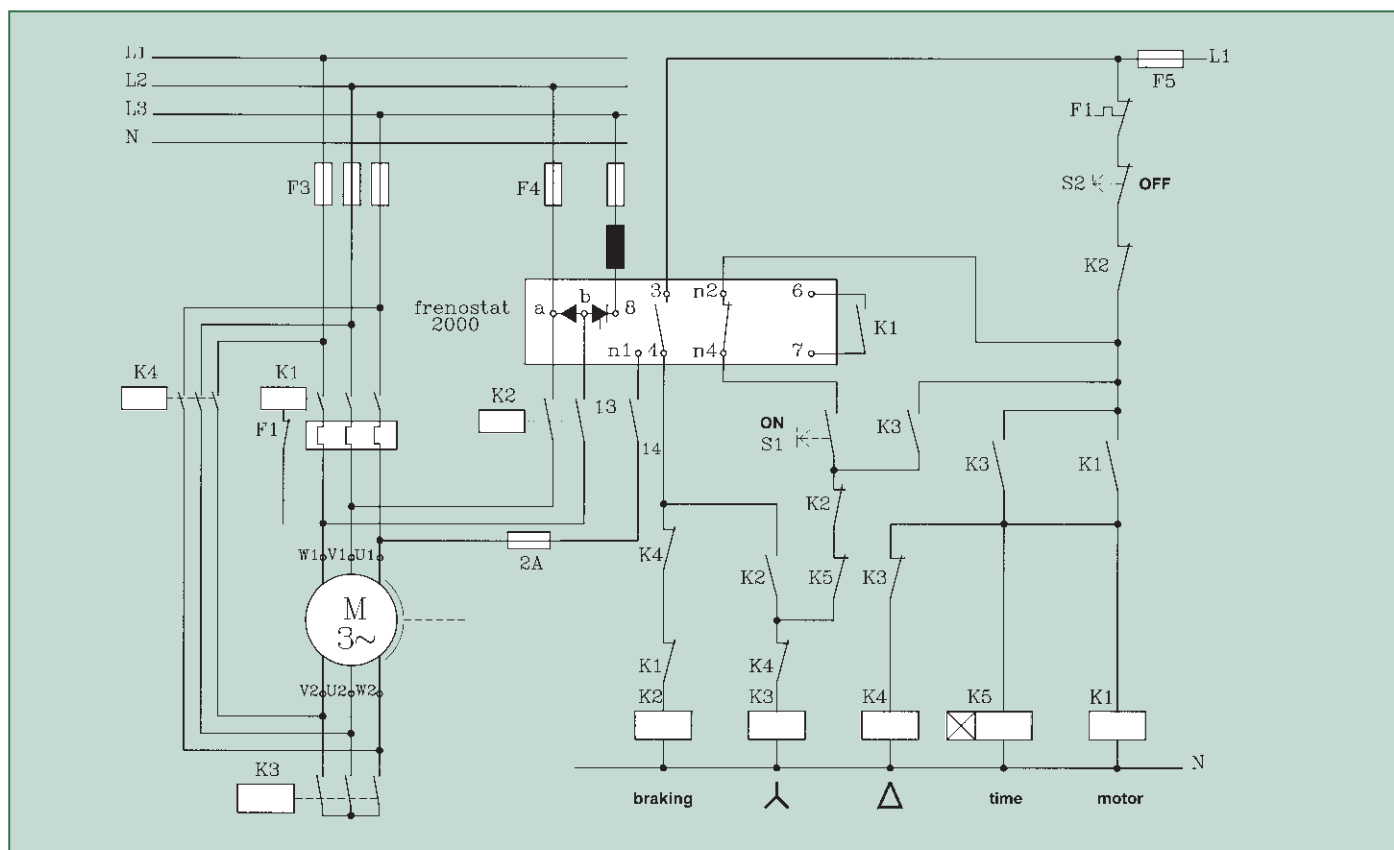 L1
L2
L3
N
L1
F5
F1
S2 OFF
F3
F4
K2
frenostat
2000
a b 8 3 n2 6
n1 4 n4 7
K1
K4
K1
F1
K2
13
14
ON
S1
K3
K3
K1
K2
W1 V1 U1
2A
K4
K2
K5
K3
M
3~
K1
K4
V2 U2 W2
K2
K3
K4
K5
K1
K3
N
braking
time
motor